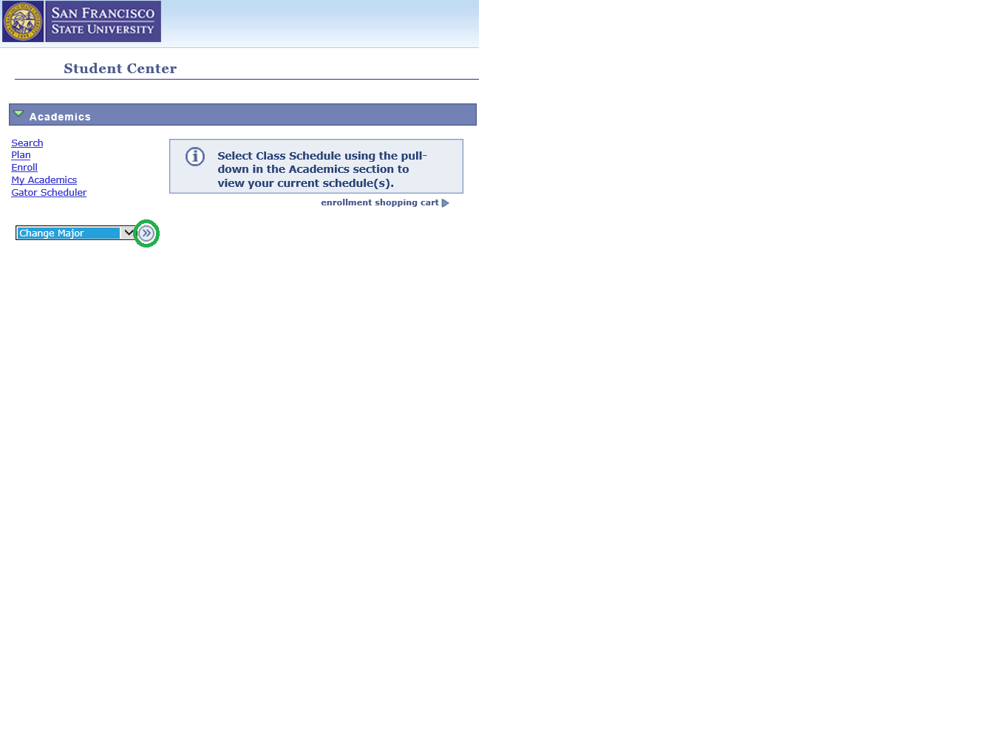 San Francisco
State University
Student Center
Academics
Search
Plan
Enroll
My Academics
Gator Scheduler
Select Class Schedule using the pull-
down in the Academics section to
view your current schedule(s).
enrollment shopping cart
Change Major